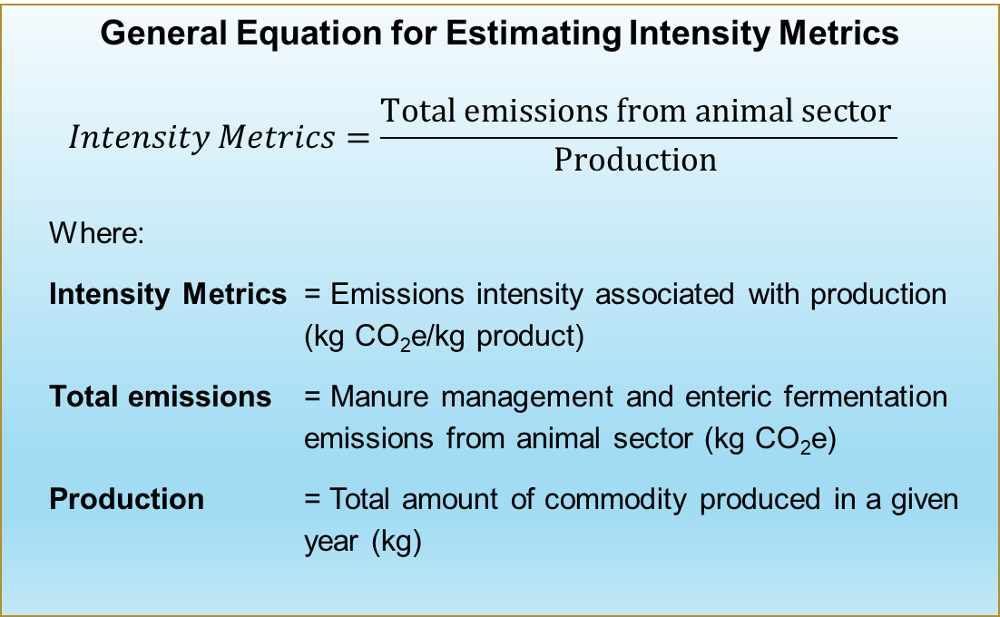 General Equation for Estimating Intensity Metrics
Intensity Metrics = Total emissions from animal sector
Production
Where:
Intensity Metrics = Emissions intensity associated with production
(kg CO₂e/kg product)
Total emissions = Manure management and enteric fermentation
emissions from animal sector (kg CO₂e)
Production = Total amount of commodity produced in a given
year (kg)